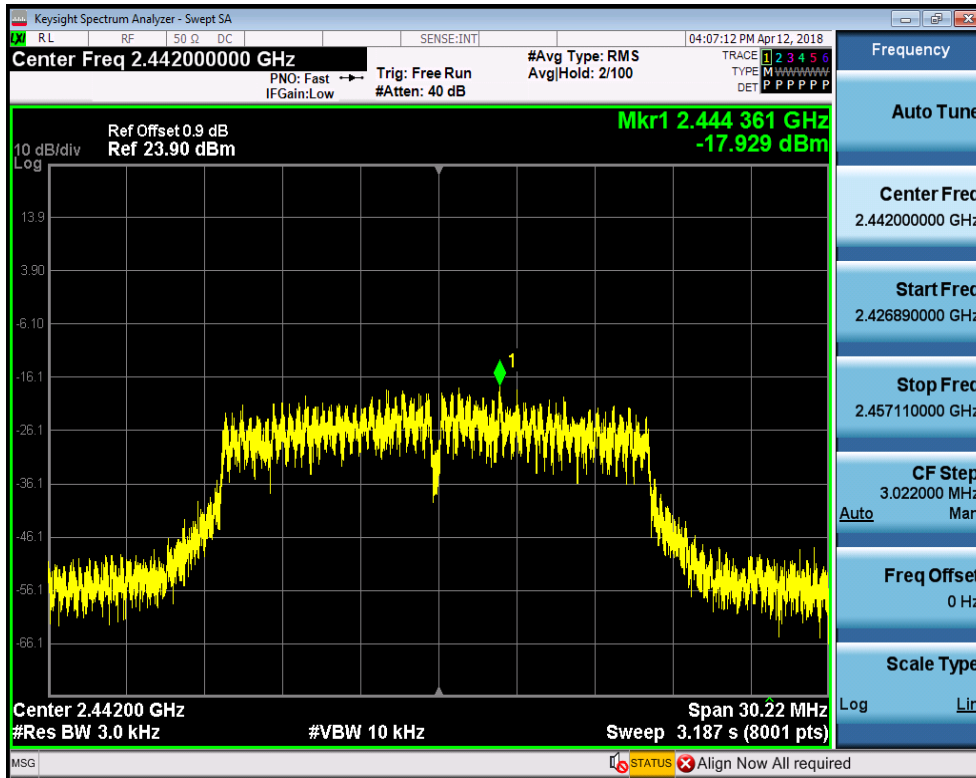 Keysight Spectrum Analyzer - Swept SA
LXI RL RF 50 Ω DC SENSE:INT 04:07:12 PM Apr 12, 2018
Center Freq 2.442000000 GHz
PNO: Fast
IFGain:Low
Trig: Free Run
#Atten: 40 dB
#Avg Type: RMS
Avg|Hold: 2/100
TRACE 1 2 3 4 5 6
TYPE M W W W W W
DET P P P P P P
Mkr1 2.444 361 GHz
-17.929 dBm
Ref Offset 0.9 dB
10 dB/div Ref 23.90 dBm
Log
13.9
3.90
-6.10
-16.1
-26.1
-36.1
-46.1
-56.1
-66.1
1
Center 2.44200 GHz Span 30.22 MHz
#Res BW 3.0 kHz #VBW 10 kHz Sweep 3.187 s (8001 pts)
MSG STATUS Align Now All required
Frequency
Auto Tune
Center Freq
2.442000000 GHz
Start Freq
2.426890000 GHz
Stop Freq
2.457110000 GHz
CF Step
3.022000 MHz
Auto Man
Freq Offset
0 Hz
Scale Type
Log Lin